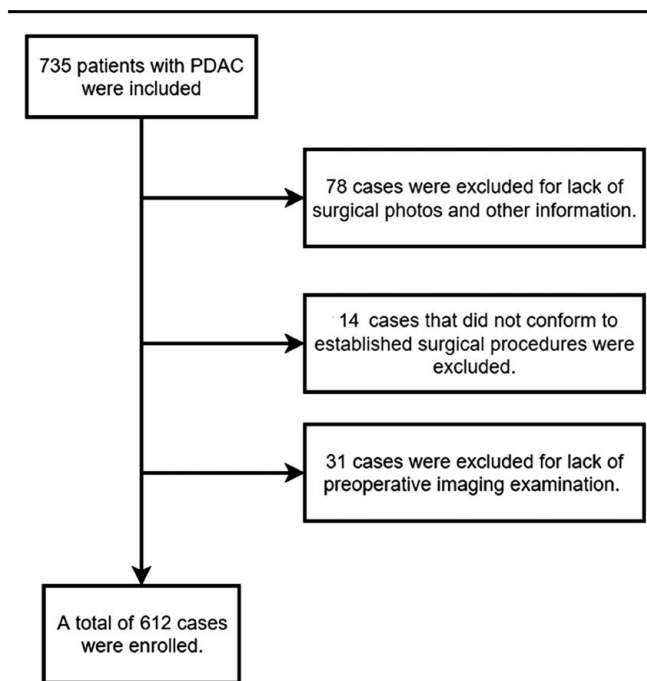 735 patients with PDAC
were included
78 cases were excluded for lack of
surgical photos and other information.
14 cases that did not conform to
established surgical procedures were
excluded.
31 cases were excluded for lack of
preoperative imaging examination.
A total of 612 cases
were enrolled.